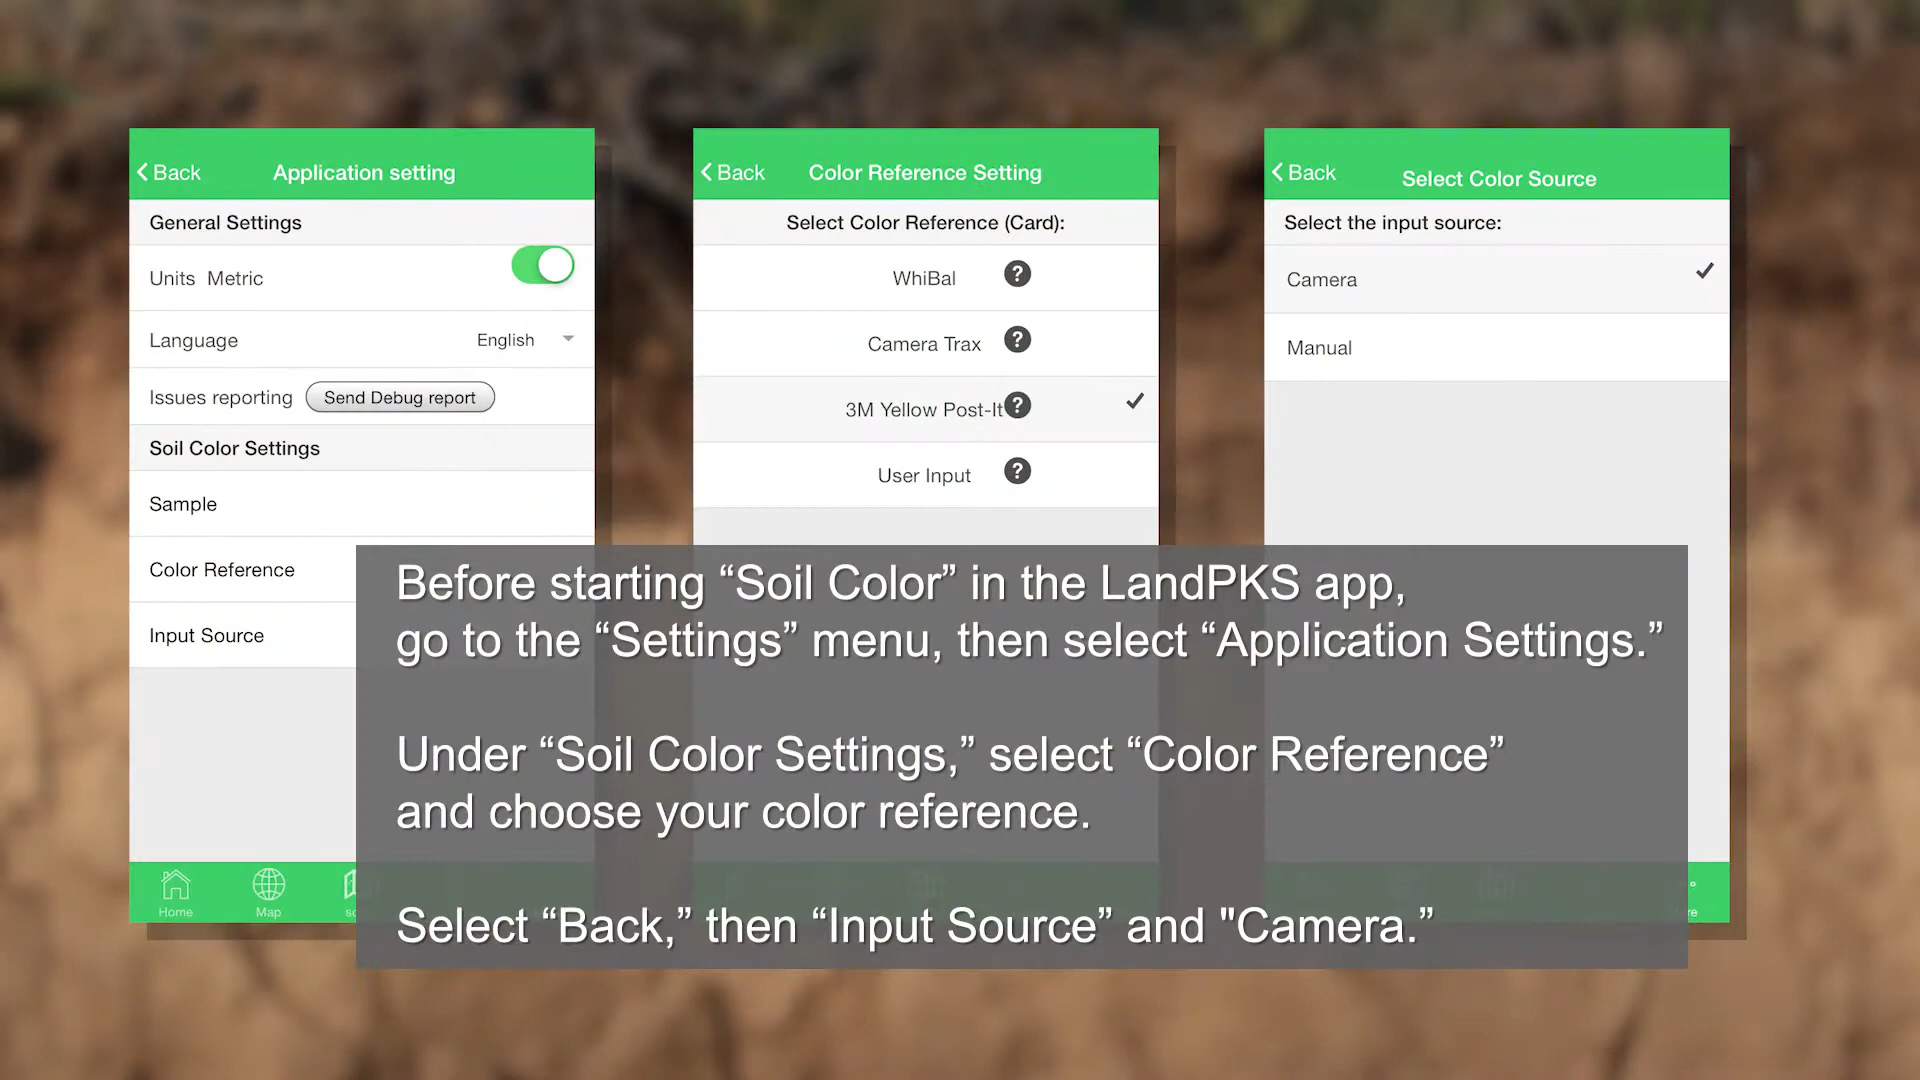 Back
Application setting
General Settings
Units Metric
Language English
Issues reporting Send Debug report
Soil Color Settings
Sample
Color Reference
Input Source
Home Map
Back
Color Reference Setting
Select Color Reference (Card):
WhiBal ?
Camera Trax ?
3M Yellow Post-It ?
User Input ?
Back
Select Color Source
Select the input source:
Camera
Manual
Before starting “Soil Color” in the LandPKS app,
go to the “Settings” menu, then select “Application Settings.”
Under “Soil Color Settings,” select “Color Reference”
and choose your color reference.
Select “Back,” then “Input Source” and "Camera.”